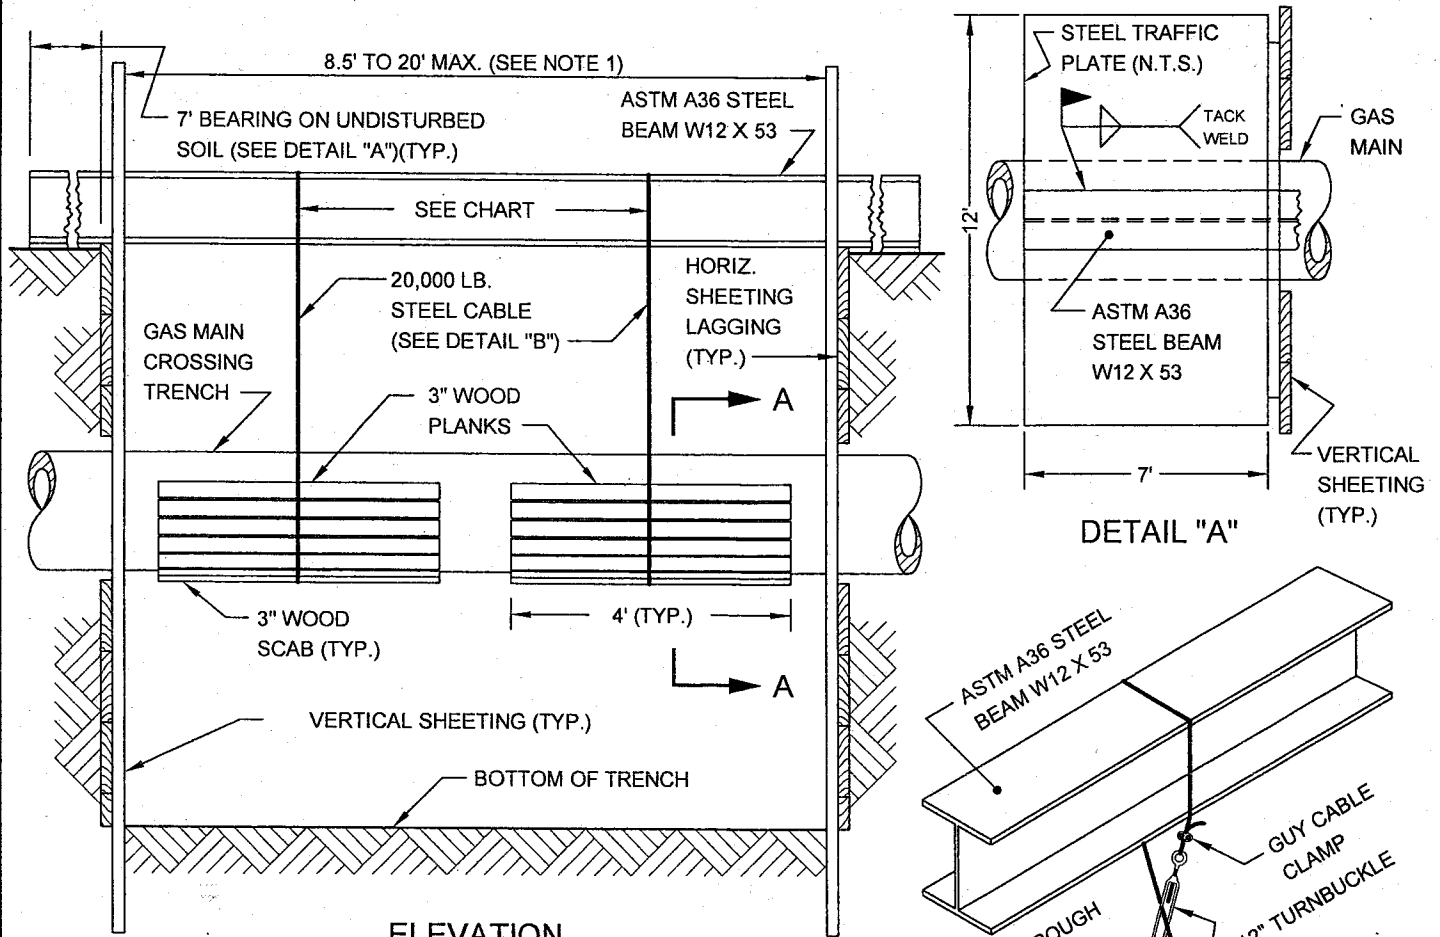 8.5' TO 20' MAX. (SEE NOTE 1)
7' BEARING ON UNDISTURBED
SOIL (SEE DETAIL "A")(TYP.)
ASTM A36 STEEL
BEAM W12 X 53
SEE CHART
20,000 LB.
STEEL CABLE
(SEE DETAIL "B")
HORIZ.
SHEETING
LAGGING
(TYP.)
GAS MAIN
CROSSING
TRENCH
3" WOOD
PLANKS
A
3" WOOD
SCAB (TYP.)
4' (TYP.)
A
VERTICAL SHEETING (TYP.)
BOTTOM OF TRENCH
ELEVATION
STEEL TRAFFIC
PLATE (N.T.S.)
TACK
WELD
GAS
MAIN
12'
ASTM A36
STEEL BEAM
W12 X 53
7'
VERTICAL
SHEETING
(TYP.)
DETAIL "A"
ASTM A36 STEEL
BEAM W12 X 53
GUY CABLE
CLAMP
TURNBUCKLE